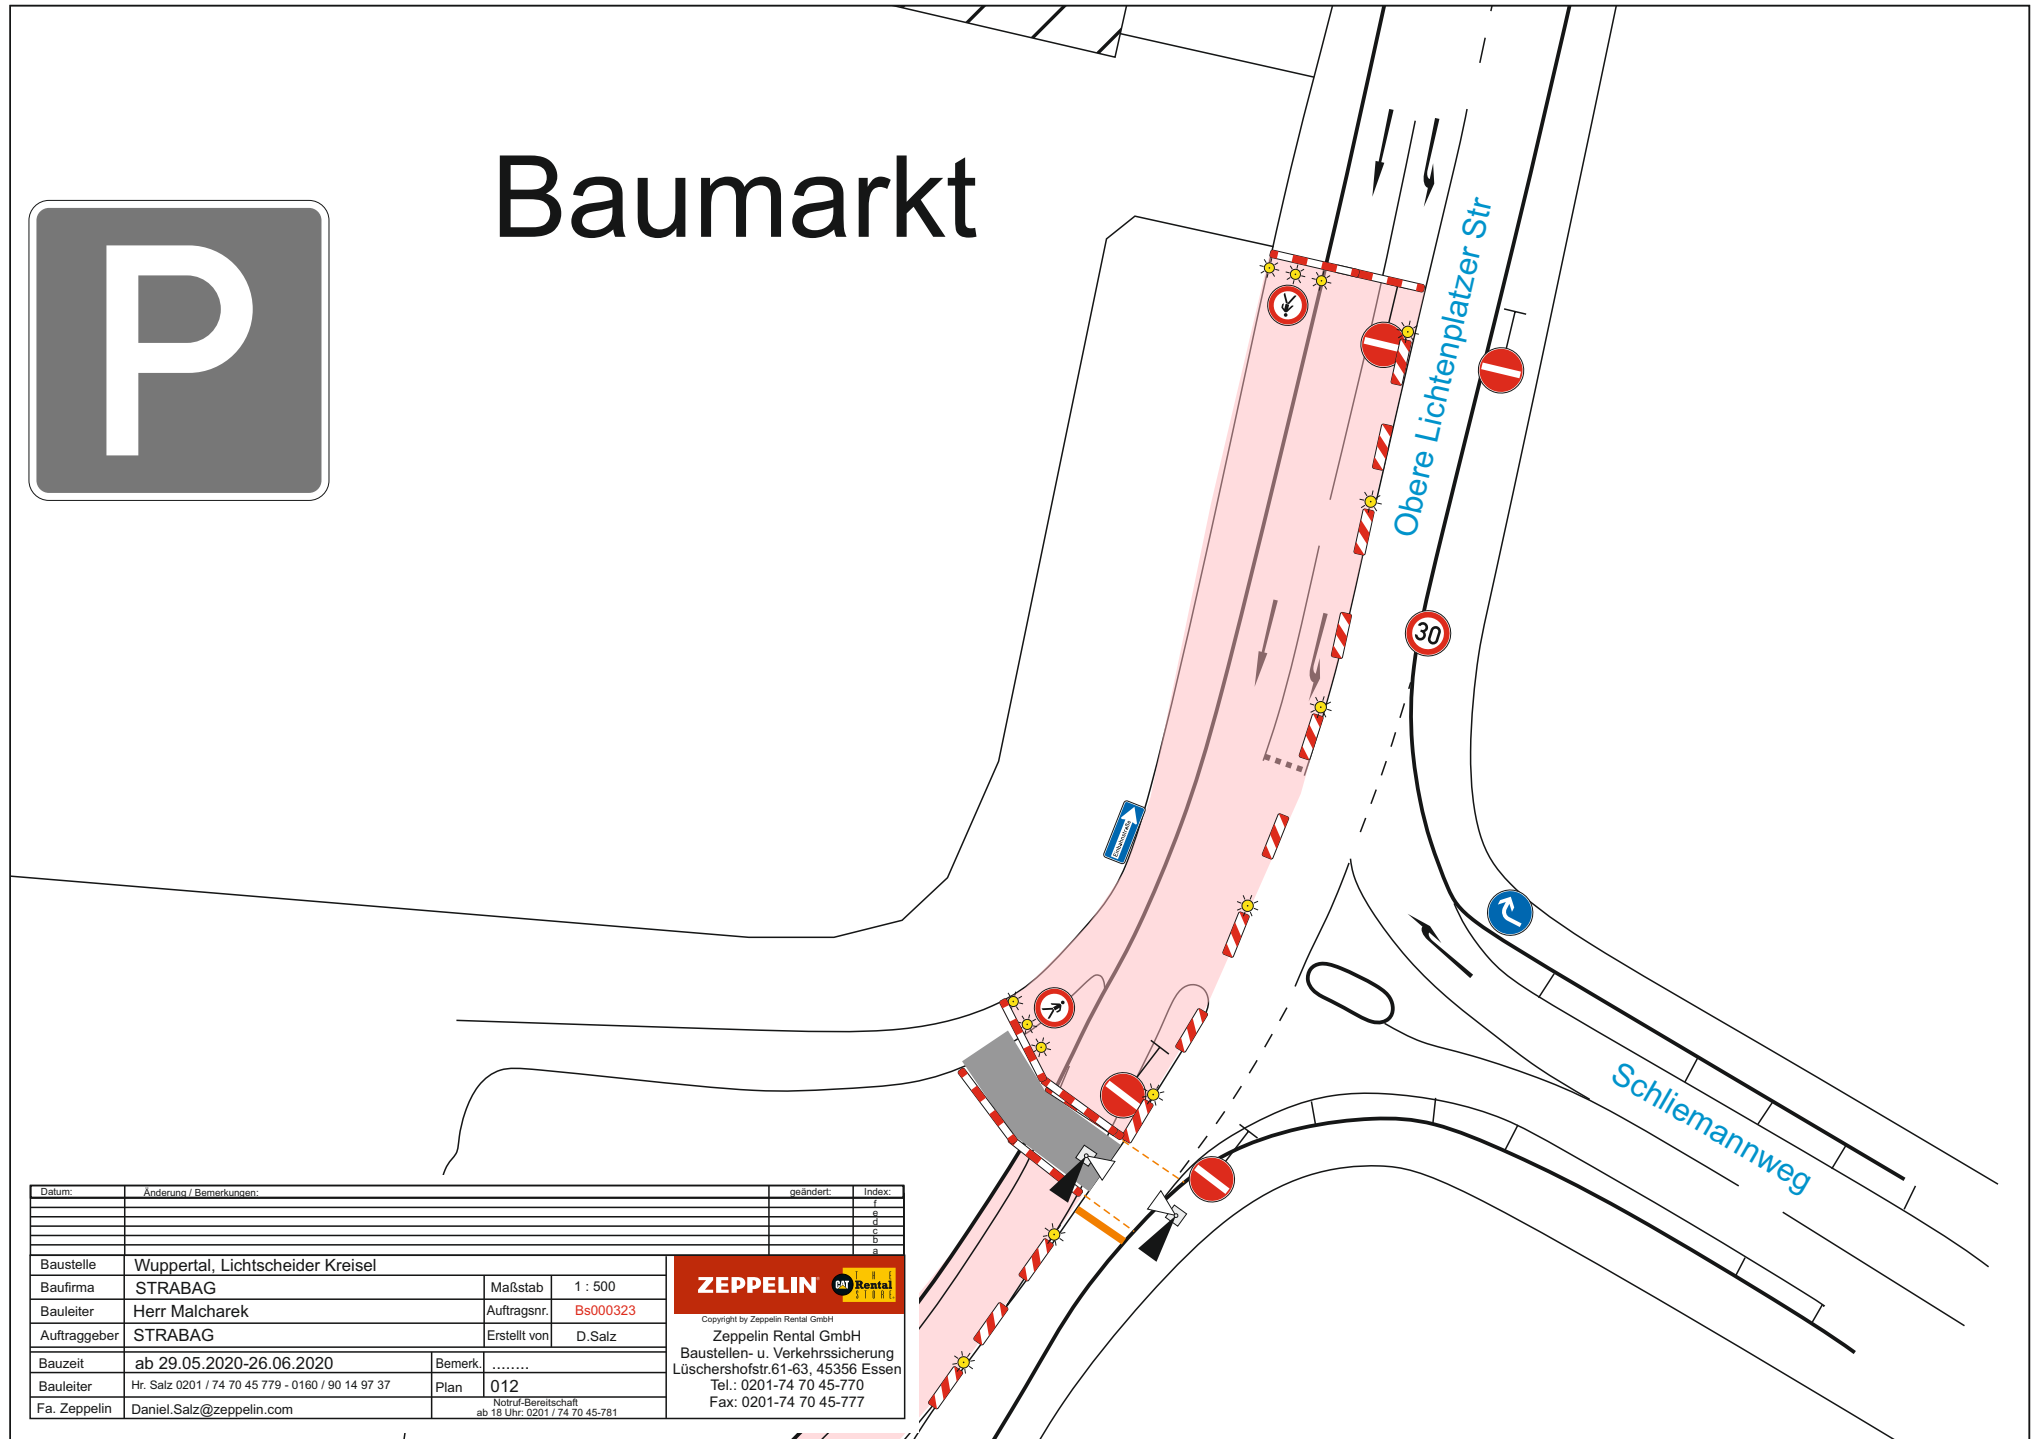 Baumarkt
P
Obere Lichtenplatzer Str
30
Einbahnstraße
Schliemannweg
Datum: Änderung / Bemerkungen: geändert: Index:
f
e
d
c
b
a
Baustelle Wuppertal, Lichtscheider Kreisel
Baufirma STRABAG Maßstab 1 : 500
Bauleiter Herr Malcharek Auftragsnr. Bs000323
Auftraggeber STRABAG Erstellt von D.Salz
Bauzeit ab 29.05.2020-26.06.2020 Bemerk. ........
Bauleiter Hr. Salz 0201 / 74 70 45 779 - 0160 / 90 14 97 37 Plan 012
Fa. Zeppelin Daniel.Salz@zeppelin.com
Notruf-Bereitschaft
ab 18 Uhr: 0201 / 74 70 45-781
ZEPPELIN
CAT
THE
Rental
STORE.
Copyright by Zeppelin Rental GmbH
Zeppelin Rental GmbH
Baustellen- u. Verkehrssicherung
Lüschershofstr.61-63, 45356 Essen
Tel.: 0201-74 70 45-770
Fax: 0201-74 70 45-777